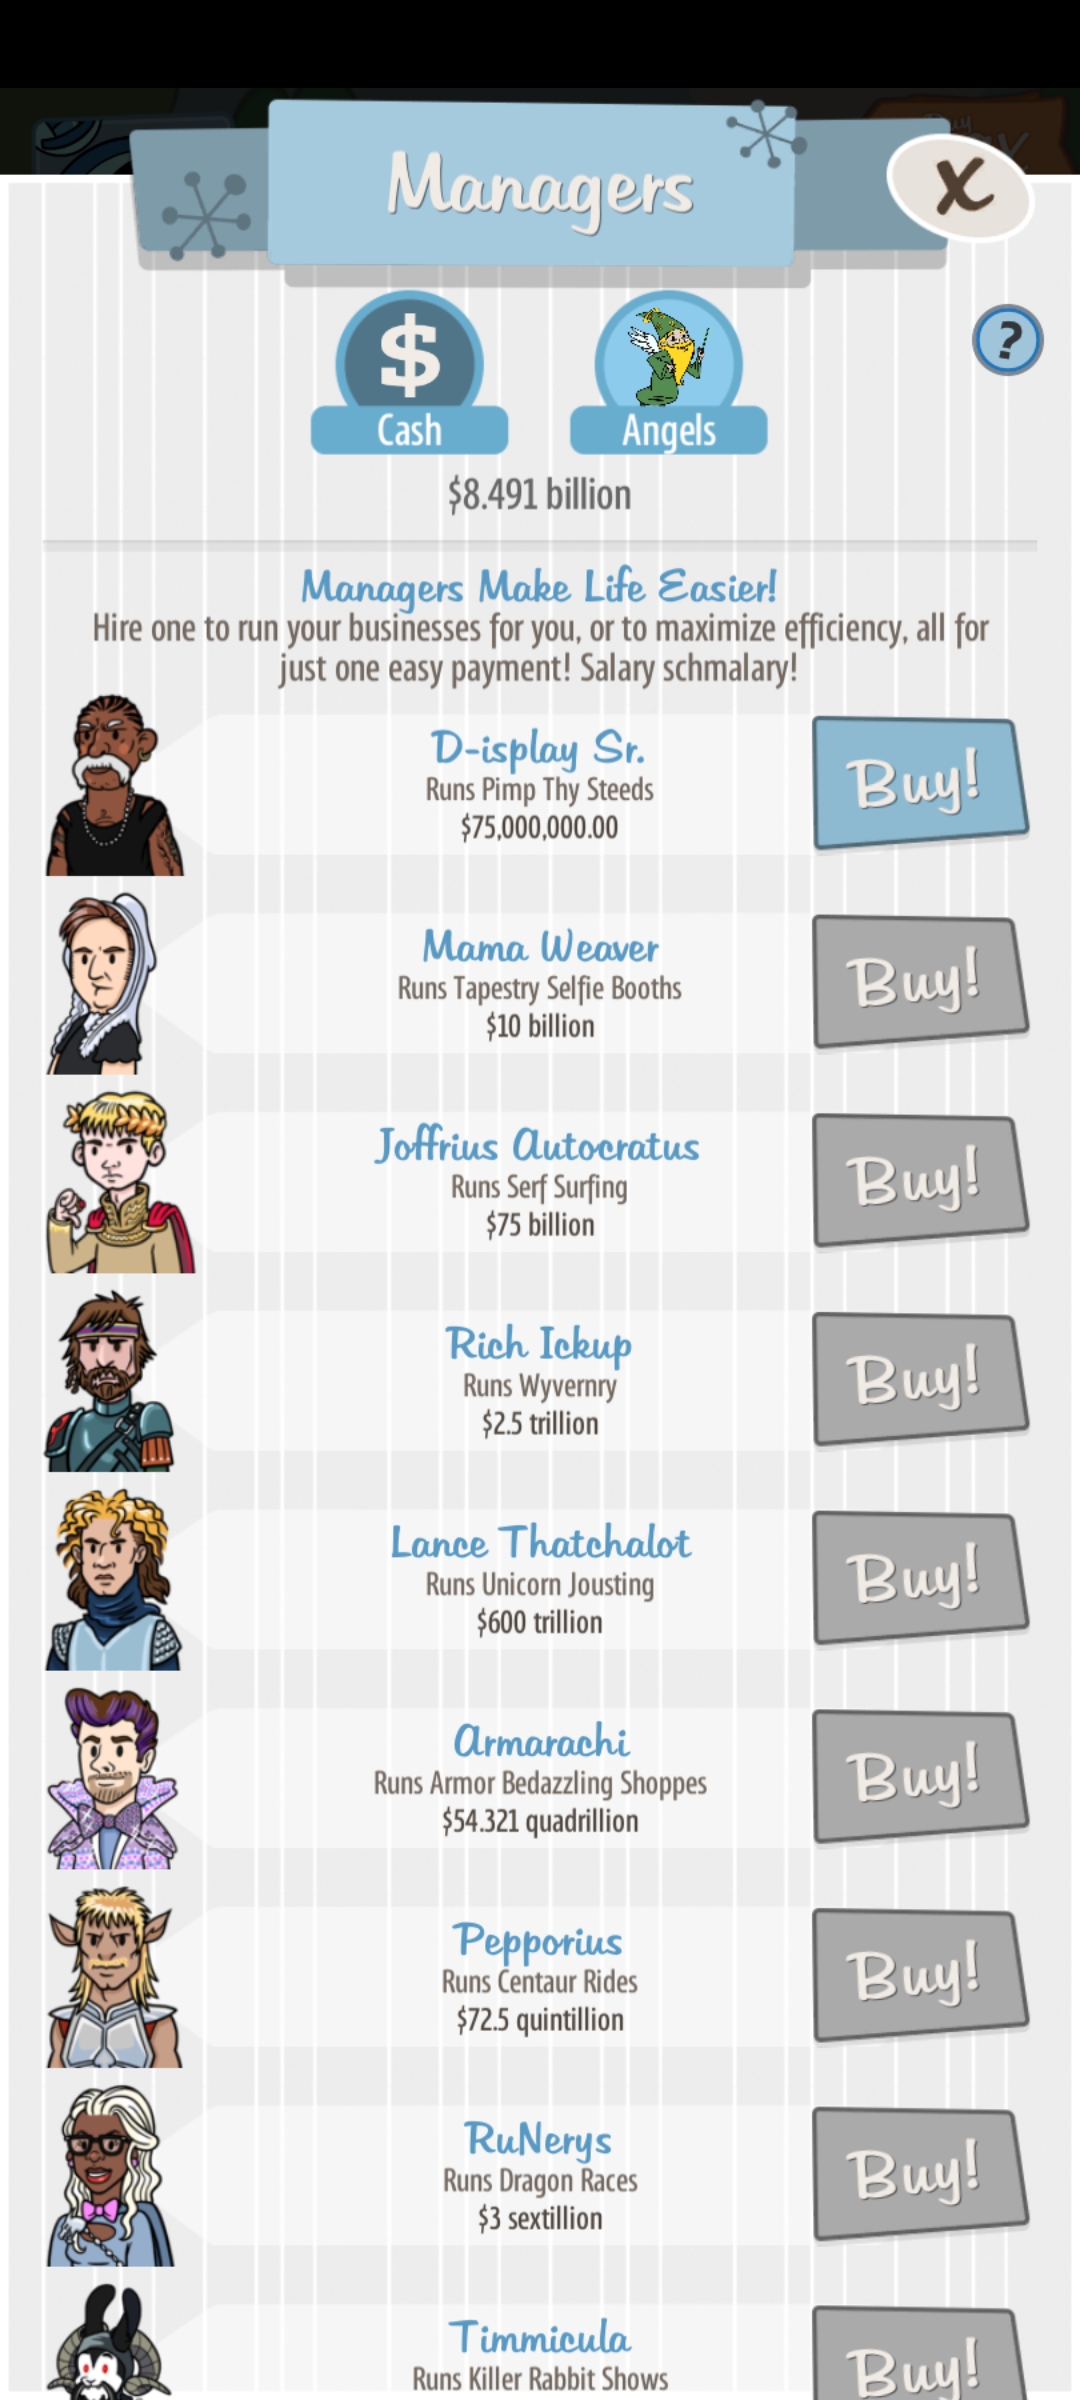 Managers
X
$
?
Cash
Angels
$8.491 billion
Managers Make Life Easier!
Hire one to run your businesses for you, or to maximize efficiency, all for
just one easy payment! Salary schmalary!
D-isplay Sr.
Runs Pimp Thy Steeds
$75,000,000.00
Buy!
Mama Weaver
Runs Tapestry Selfie Booths
$10 billion
Buy!
Joffrius Autocratus
Runs Serf Surfing
$75 billion
Buy!
Rich Ickup
Runs Wyvernry
$2.5 trillion
Buy!
Lance Thatchalot
Runs Unicorn Jousting
$600 trillion
Buy!
Armarachi
Runs Armor Bedazzling Shoppes
$54.321 quadrillion
Buy!
Pepporius
Runs Centaur Rides
$72.5 quintillion
Buy!
RuNerys
Runs Dragon Races
$3 sextillion
Buy!
Timmicula
Runs Killer Rabbit Shows
Buy!